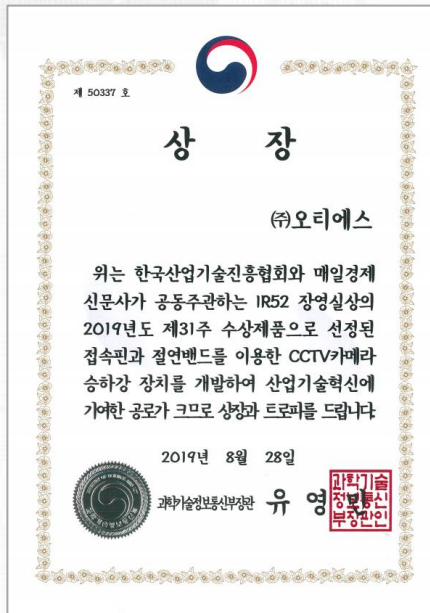 제 50337 호
상 장
㈜오티에스
위는 한국산업기술진흥협회와 매일경제
신문사가 공동주관하는 IR52 장영실상의
2019년도 제31주 수상제품으로 선정된
접속핀과 절연밴드를 이용한 CCTV카메라
승하강 장치를 개발하여 산업기술혁신에
기여한 공로가 크므로 상장과 트로피를 드립니다.
2019년 8월 28일
과학기술정보통신부장관 유 영 민
과학기술
정보통신
부장관인